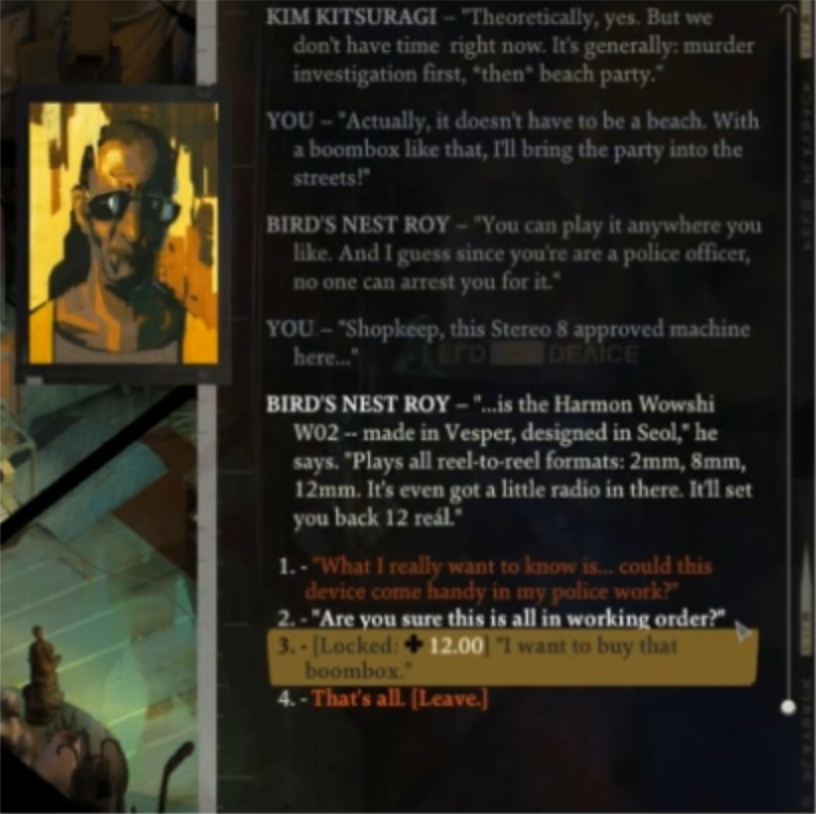 KIM KITSURAGI – "Theoretically, yes. But we
don't have time right now. It's generally: murder
investigation first, *then* beach party."
YOU – "Actually, it doesn't have to be a beach. With
a boombox like that, I'll bring the party into the
streets!"
BIRD'S NEST ROY – "You can play it anywhere you
like. And I guess since you're are a police officer,
no one can arrest you for it."
YOU – "Shopkeep, this Stereo 8 approved machine
here..."
BIRD'S NEST ROY – "...is the Harmon Wowshi
W02 -- made in Vesper, designed in Seol," he
says. "Plays all reel-to-reel formats: 2mm, 8mm,
12mm. It's even got a little radio in there. It'll set
you back 12 reál."
1. - "What I really want to know is... could this
device come handy in my police work?"
2. - "Are you sure this is all in working order?"
3. - [Locked: ✚ 12.00] "I want to buy that
boombox."
4. - That's all. [Leave.]